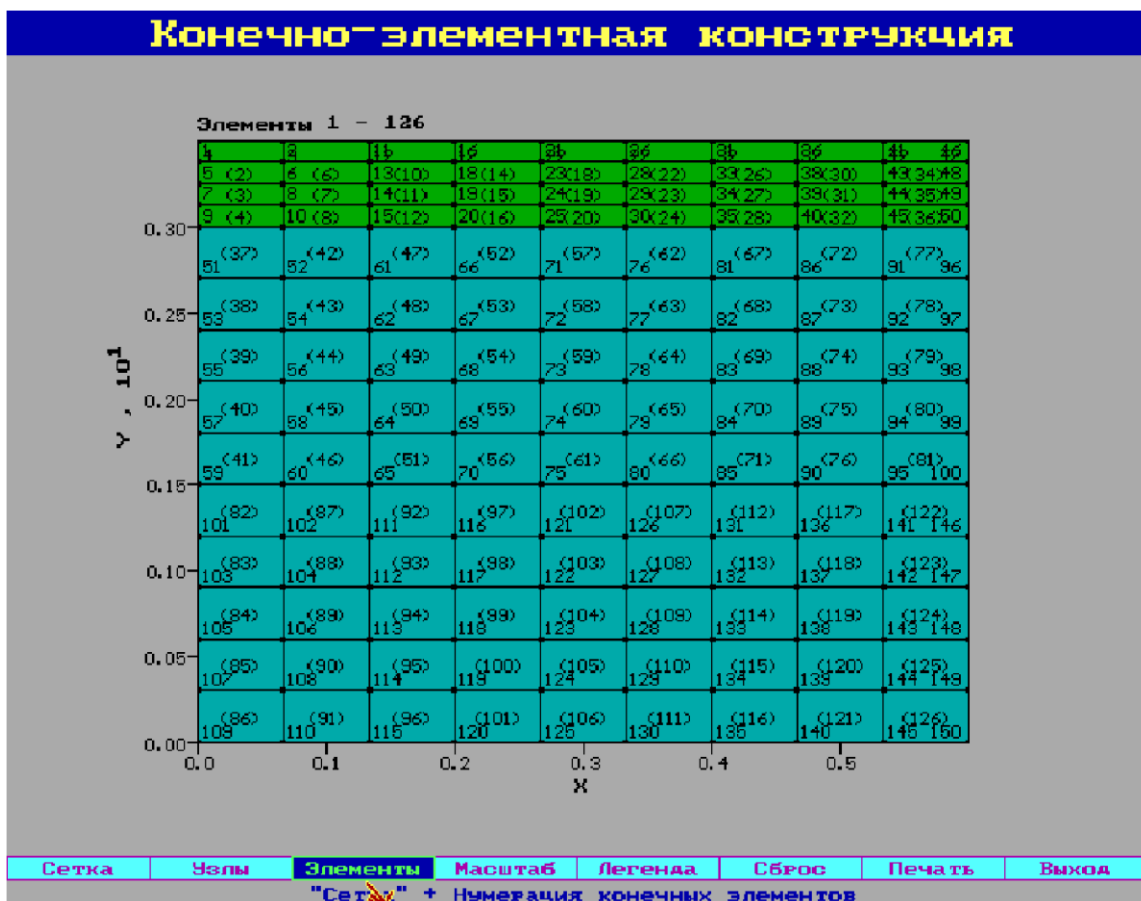 Конечно-элементная конструкция
Элементы 1 - 126
5 (2) 6 (6) 13(10) 18(14) 23(18) 28(22) 33(26) 38(30) 43(34)48
7 (3) 8 (7) 14(11) 19(15) 24(19) 29(23) 34(27) 39(31) 44(35)49
9 (4) 10 (8) 15(12) 20(16) 25(20) 30(24) 35(28) 40(32) 45(36)50
0.30
(37) (42) (47) (52) (57) (62) (67) (72) (77)
51 52 61 66 71 76 81 86 91 96
0.25
(38) (43) (48) (53) (58) (63) (68) (73) (78)
53 54 62 67 72 77 82 87 92 97
(39) (44) (49) (54) (59) (64) (69) (74) (79)
55 56 63 68 73 78 83 88 93 98
Y , 10¹
0.20
(40) (45) (50) (55) (60) (65) (70) (75) (80)
57 58 64 69 74 79 84 89 94 99
(41) (46) (51) (56) (61) (66) (71) (76) (81)
59 60 65 70 75 80 85 90 95 100
0.15
(82) (87) (92) (97) (102) (107) (112) (117) (122)
101 102 111 116 121 126 131 136 141 146
0.10
(83) (88) (93) (98) (103) (108) (113) (118) (123)
103 104 112 117 122 127 132 137 142 147
(84) (89) (94) (99) (104) (109) (114) (119) (124)
105 106 113 118 123 128 133 138 143 148
0.05
(85) (90) (95) (100) (105) (110) (115) (120) (125)
107 108 114 119 124 129 134 139 144 149
(86) (91) (96) (101) (106) (111) (116) (121) (126)
109 110 115 120 125 130 135 140 145 150
0.00
0.0 0.1 0.2 0.3 0.4 0.5
X
Сетка Узлы Элементы Масштаб Легенда Сброс Печать Выход
+ Нумерация конечных элементов